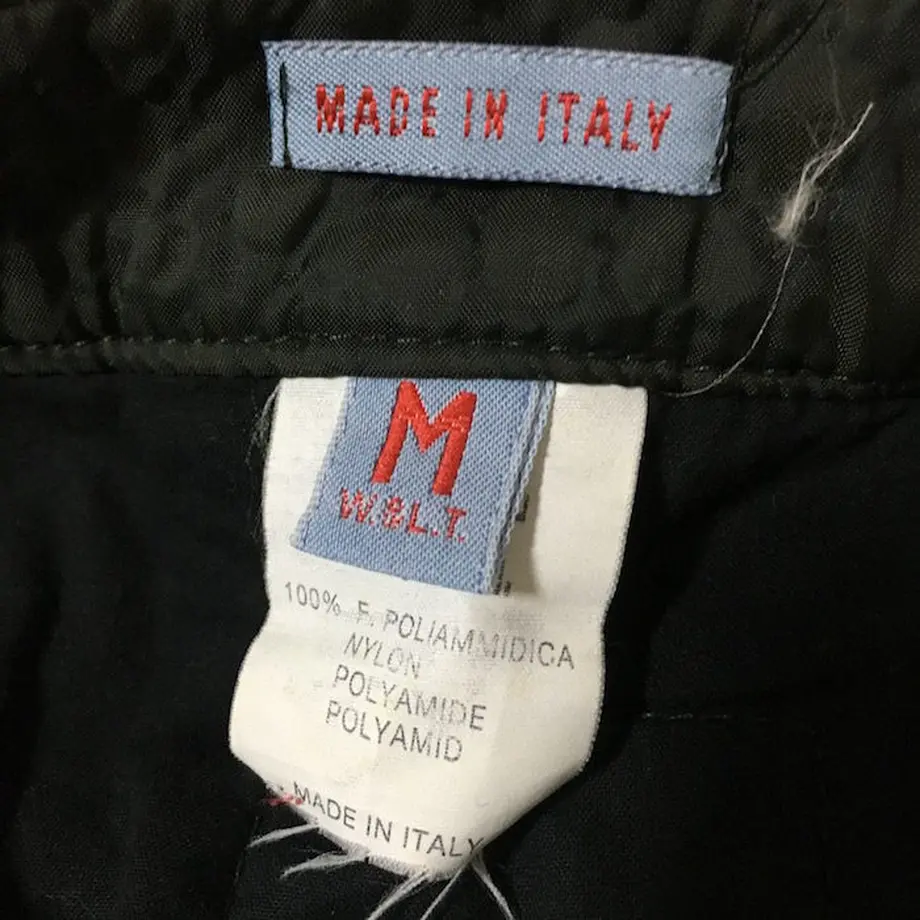 MADE IN ITALY
M
W.&L.T.
100% F. POLIAMMIDICA
NYLON
POLYAMIDE
POLYAMID
MADE IN ITALY